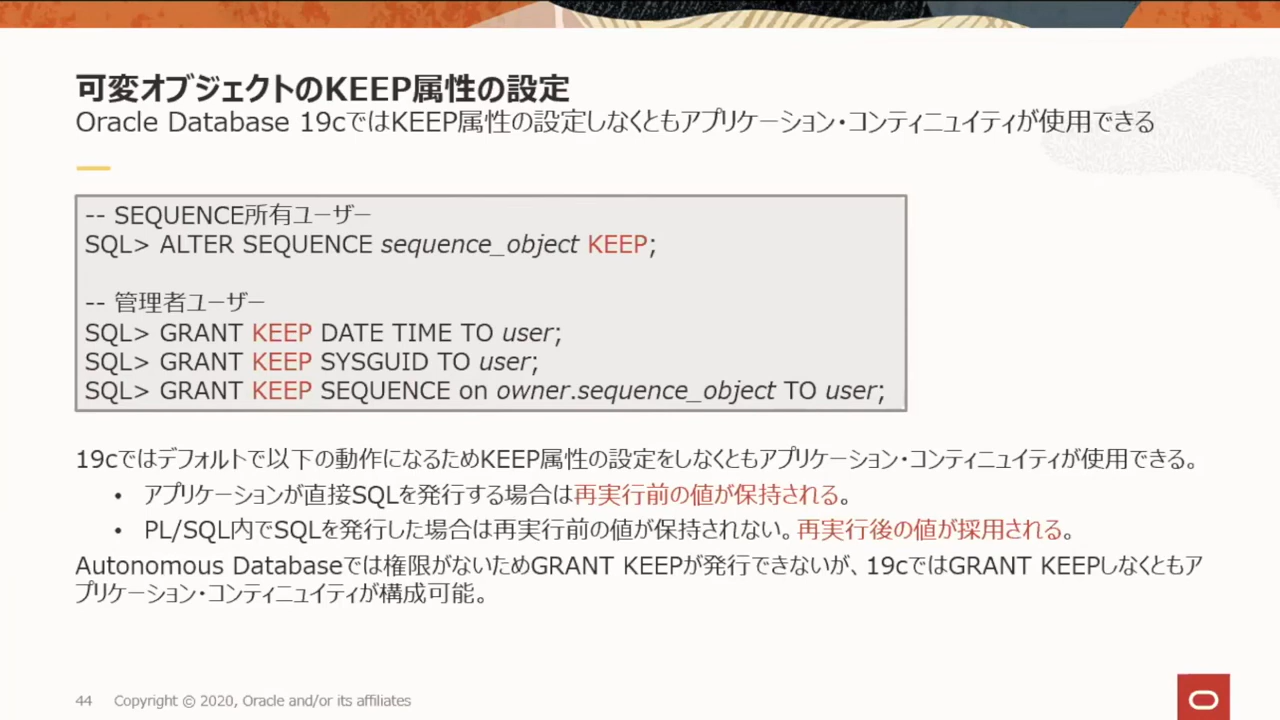 可変オブジェクトのKEEP属性の設定
Oracle Database 19cではKEEP属性の設定しなくともアプリケーション・コンティニュイティが使用できる
-- SEQUENCE所有ユーザー
SQL> ALTER SEQUENCE sequence_object KEEP;
-- 管理者ユーザー
SQL> GRANT KEEP DATE TIME TO user;
SQL> GRANT KEEP SYSGUID TO user;
SQL> GRANT KEEP SEQUENCE on owner.sequence_object TO user;
19cではデフォルトで以下の動作になるためKEEP属性の設定をしなくともアプリケーション・コンティニュイティが使用できる。
• アプリケーションが直接SQLを発行する場合は再実行前の値が保持される。
• PL/SQL内でSQLを発行した場合は再実行前の値が保持されない。再実行後の値が採用される。
Autonomous Databaseでは権限がないためGRANT KEEPが発行できないが、19cではGRANT KEEPしなくともア
プリケーション・コンティニュイティが構成可能。
44 Copyright © 2020, Oracle and/or its affiliates